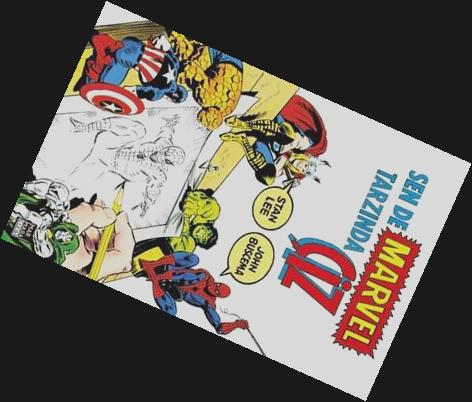 SEN DE
MARVEL
TARZINDA
ÇİZ
STAN
LEE
JOHN
BUSCEMA